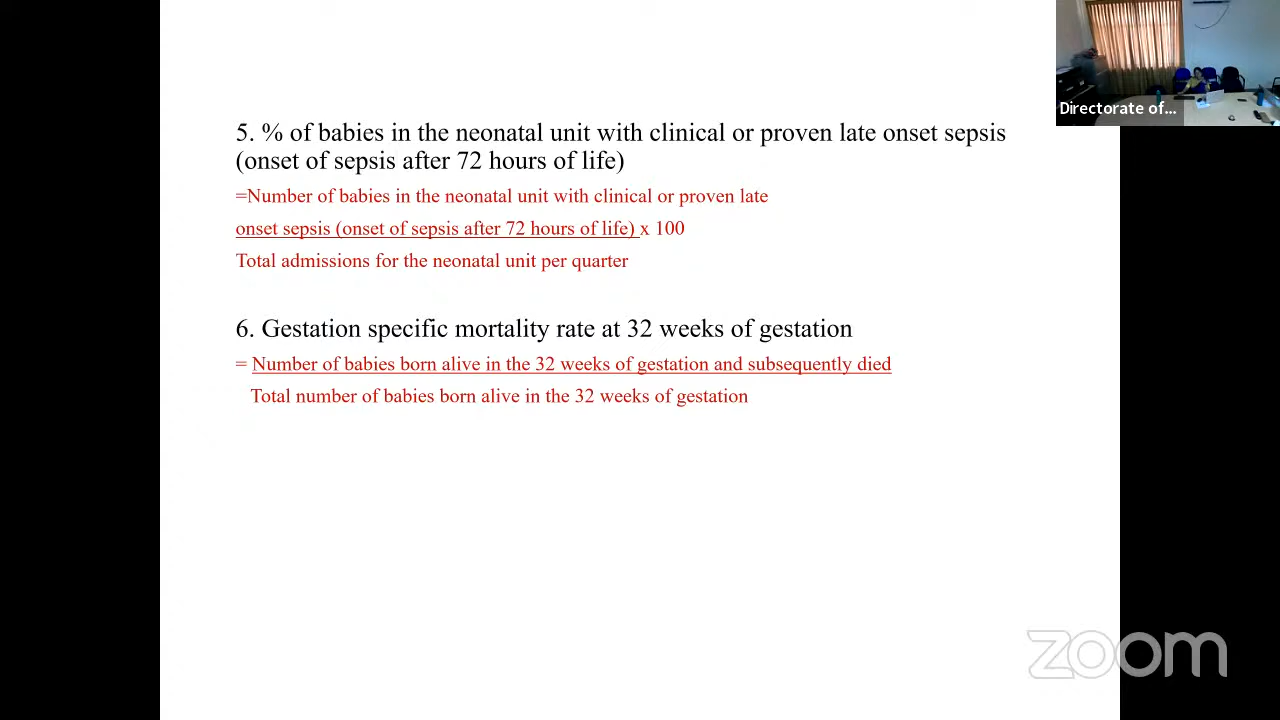 Directorate of...
5. % of babies in the neonatal unit with clinical or proven late onset sepsis
(onset of sepsis after 72 hours of life)
=Number of babies in the neonatal unit with clinical or proven late
onset sepsis (onset of sepsis after 72 hours of life) x 100
Total admissions for the neonatal unit per quarter
6. Gestation specific mortality rate at 32 weeks of gestation
= Number of babies born alive in the 32 weeks of gestation and subsequently died
Total number of babies born alive in the 32 weeks of gestation
zoom